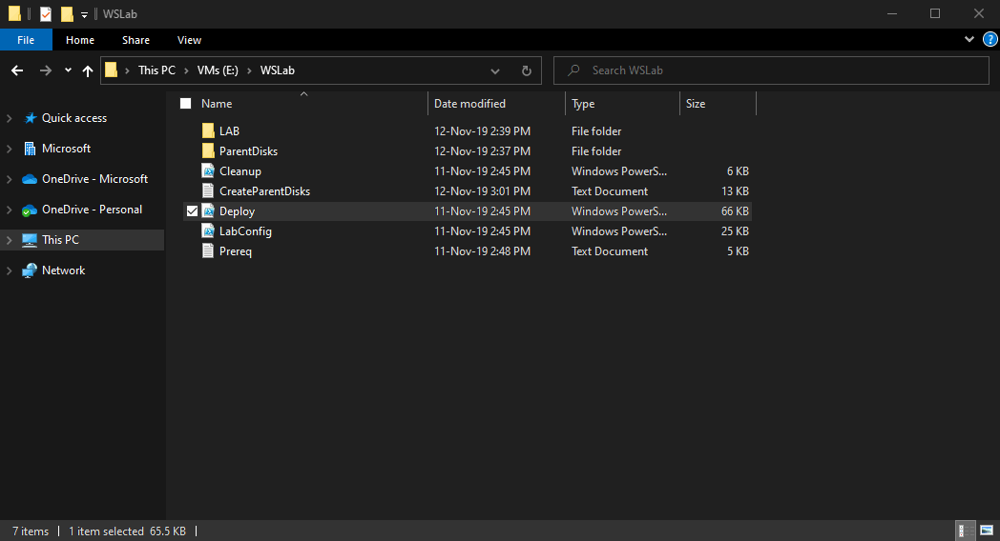 WSLab
File Home Share View
This PC VMs (E:) WSLab Search WSLab
Name Date modified Type Size
Quick access
Microsoft
OneDrive - Microsoft
OneDrive - Personal
This PC
Network
LAB 12-Nov-19 2:39 PM File folder
ParentDisks 12-Nov-19 2:37 PM File folder
Cleanup 11-Nov-19 2:45 PM Windows PowerS... 6 KB
CreateParentDisks 12-Nov-19 3:01 PM Text Document 13 KB
Deploy 11-Nov-19 2:45 PM Windows PowerS... 66 KB
LabConfig 11-Nov-19 2:45 PM Windows PowerS... 25 KB
Prereq 11-Nov-19 2:48 PM Text Document 5 KB
7 items 1 item selected 65.5 KB